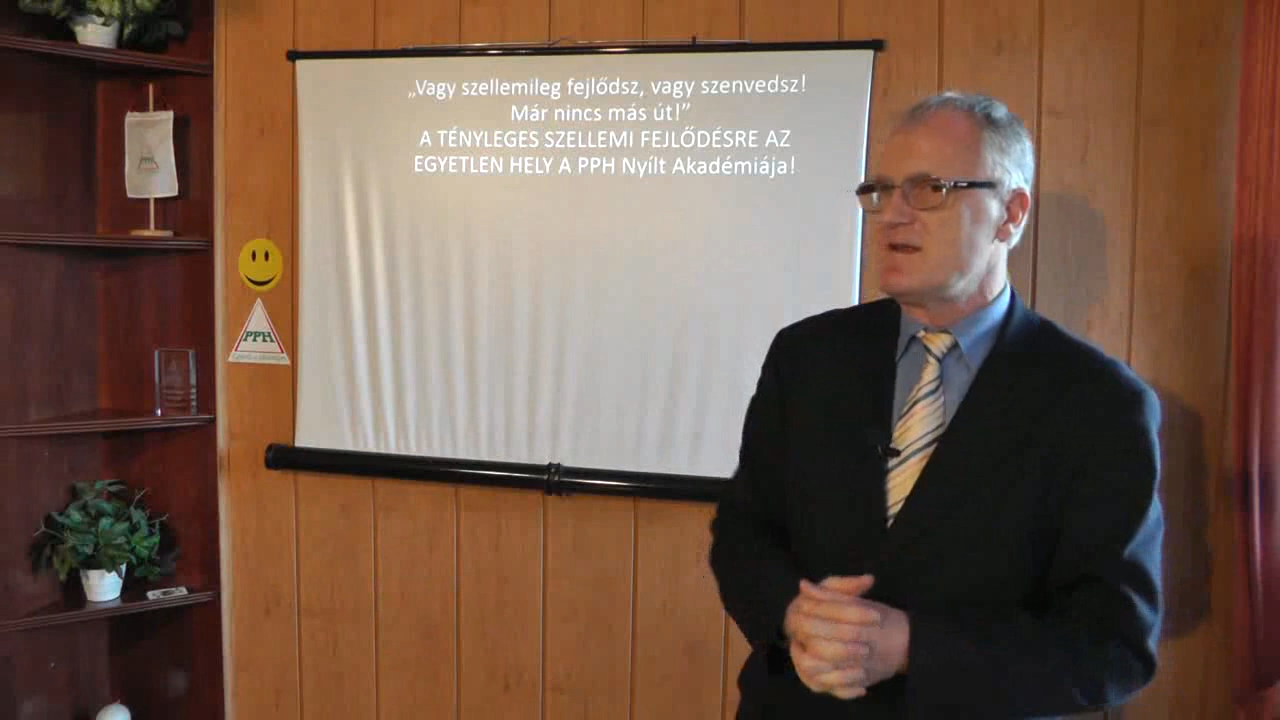 „Vagy szellemileg fejlődsz, vagy szenvedsz!
Már nincs más út!”
A TÉNYLEGES SZELLEMI FEJLŐDÉSRE AZ
EGYETLEN HELY A PPH Nyílt Akadémiája!
PPH